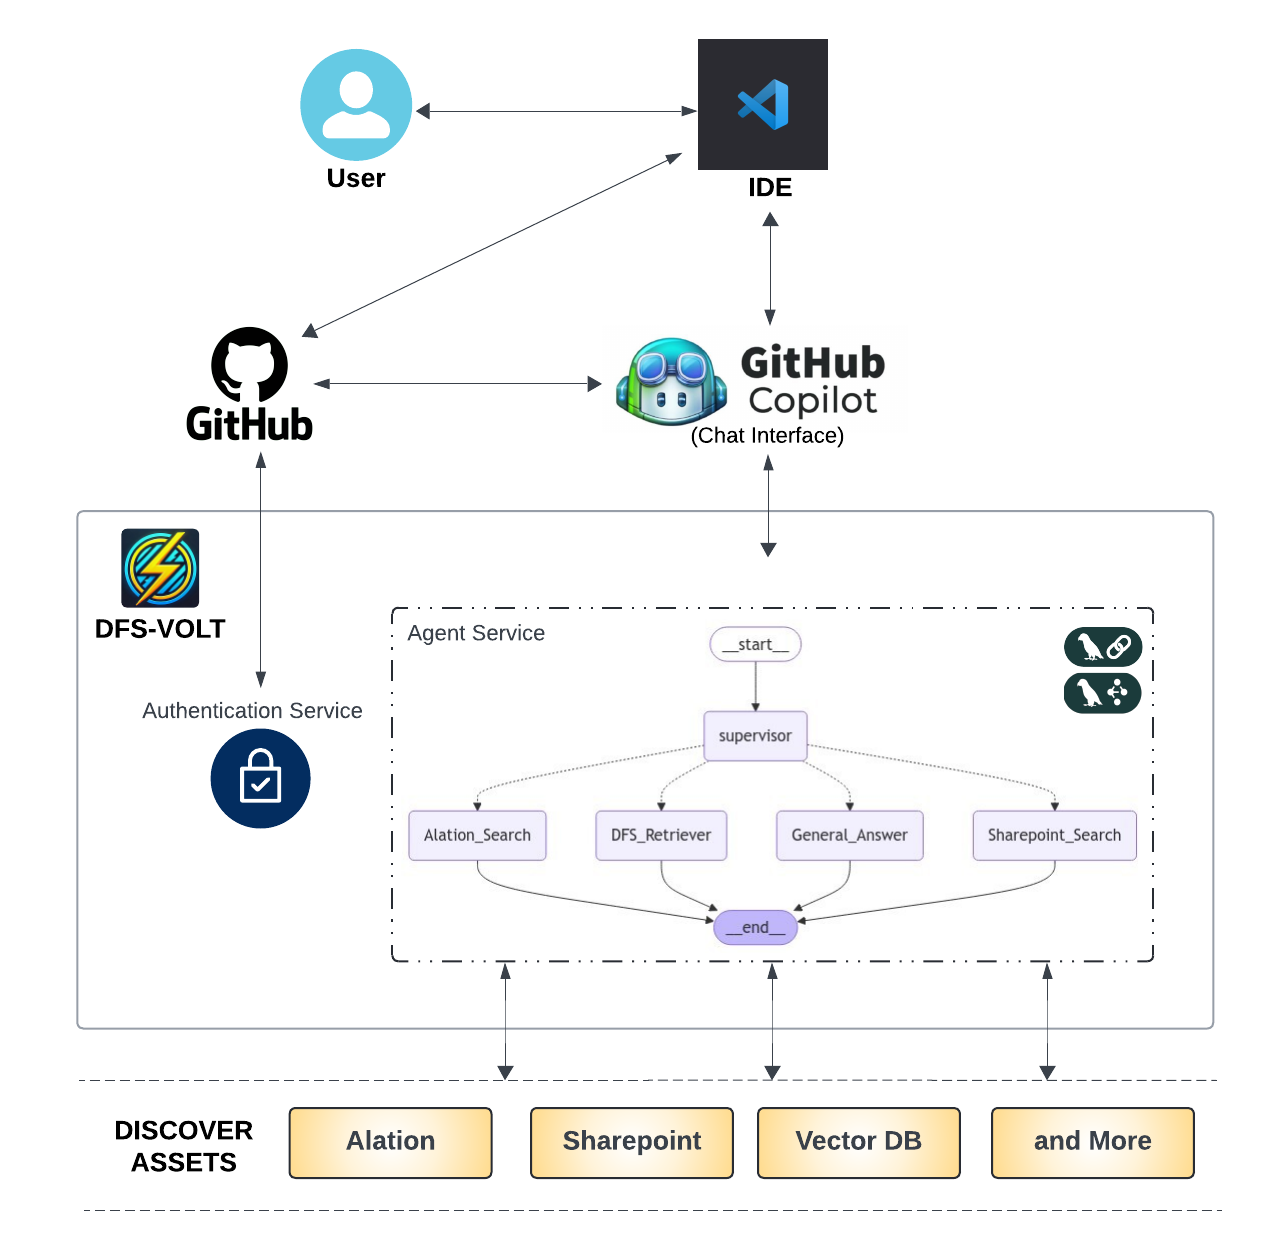 User
IDE
GitHub
GitHub
Copilot
(Chat Interface)
DFS-VOLT
Authentication Service
Agent Service
__start__
supervisor
Alation_Search
DFS_Retriever
General_Answer
Sharepoint_Search
__end__
DISCOVER
ASSETS
Alation
Sharepoint
Vector DB
and More